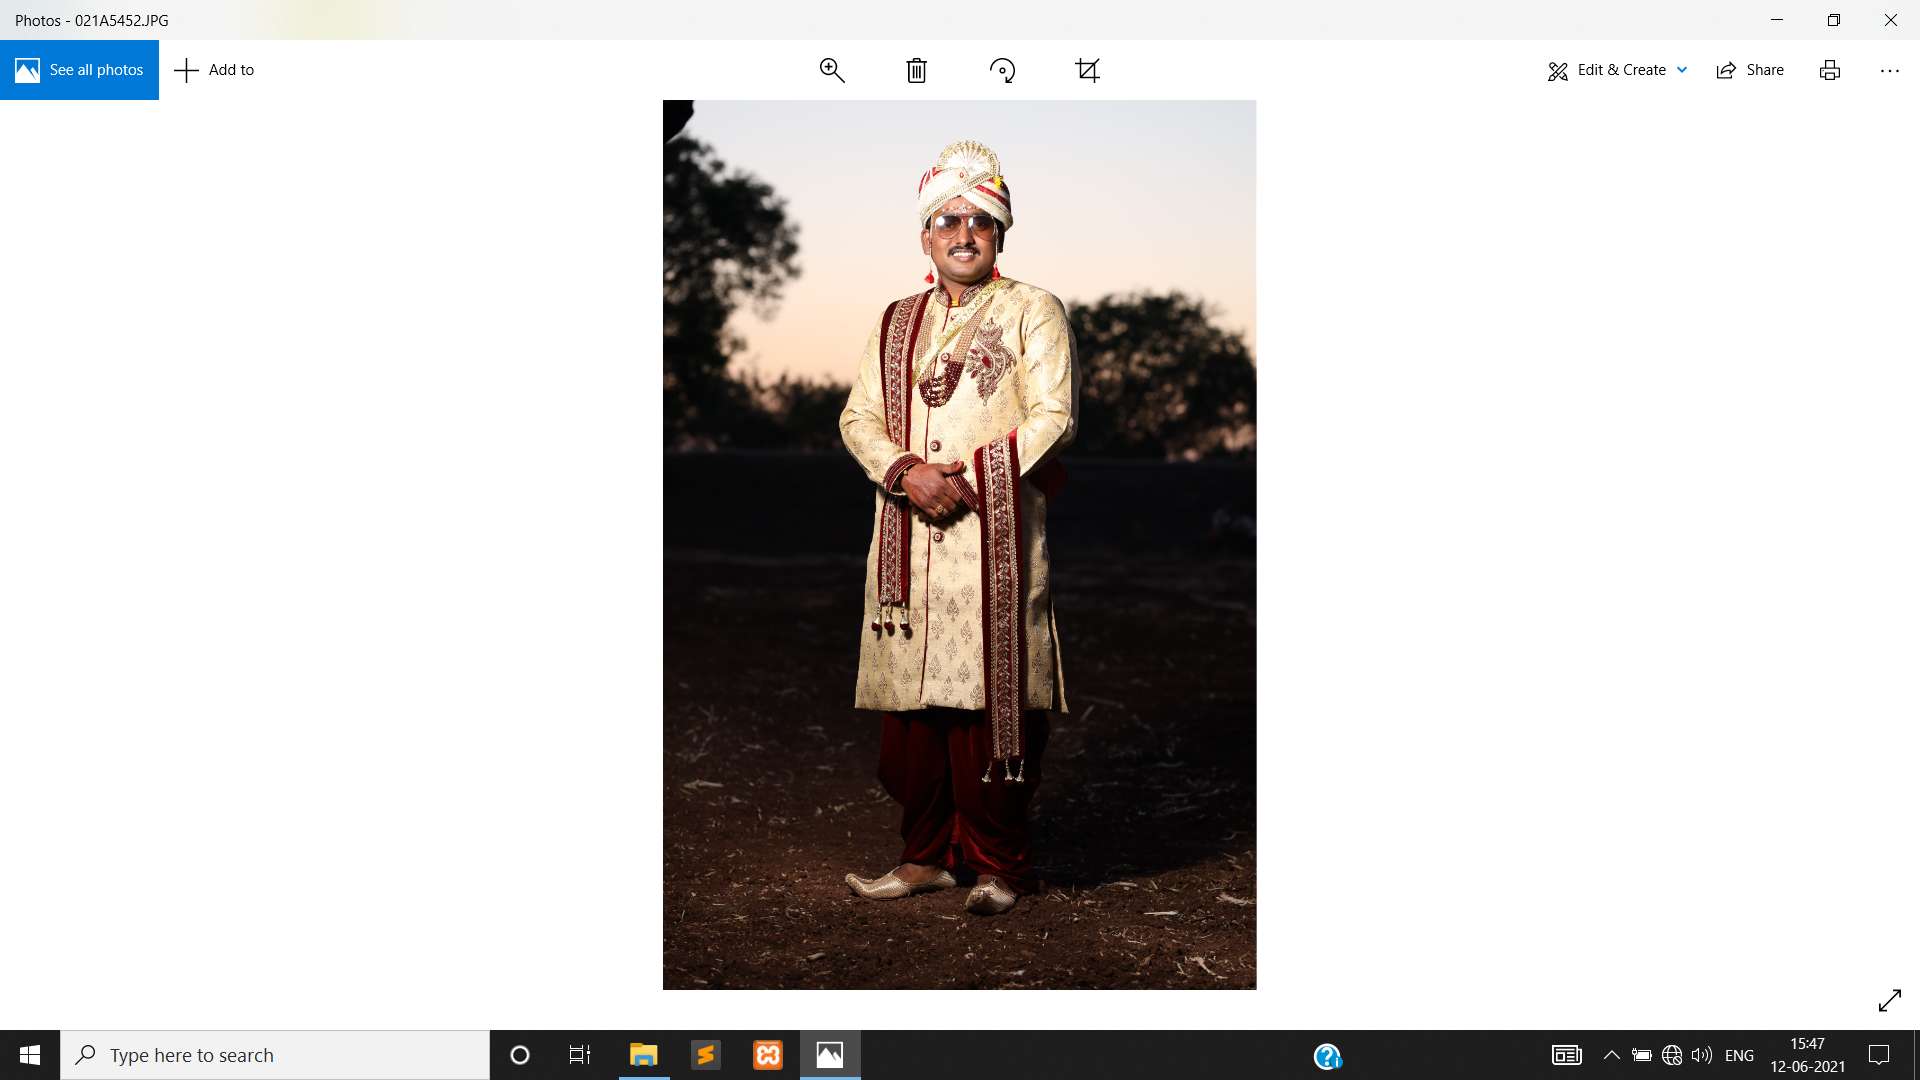 Photos - 021A5452.JPG
See all photos
Add to
Edit & Create
Share
Type here to search
ENG
15:47
12-06-2021